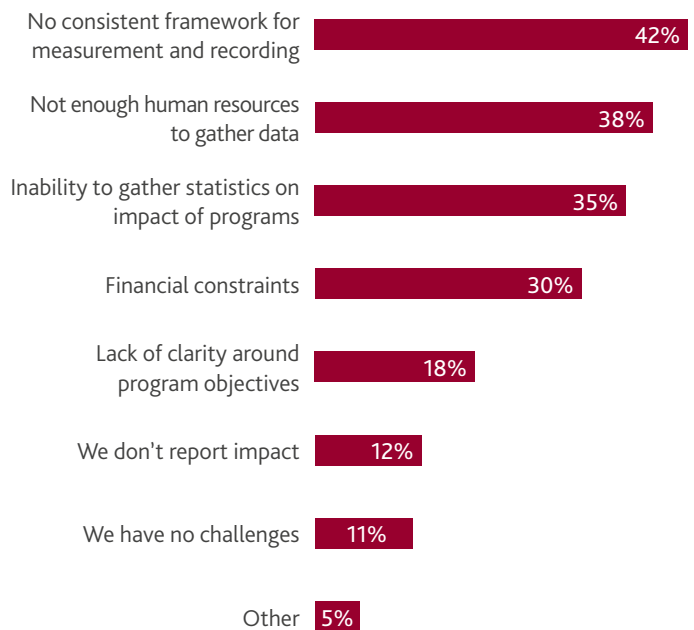 No consistent framework for
measurement and recording
42%
Not enough human resources
to gather data
38%
Inability to gather statistics on
impact of programs
35%
Financial constraints
30%
Lack of clarity around
program objectives
18%
We don’t report impact
12%
We have no challenges
11%
Other
5%